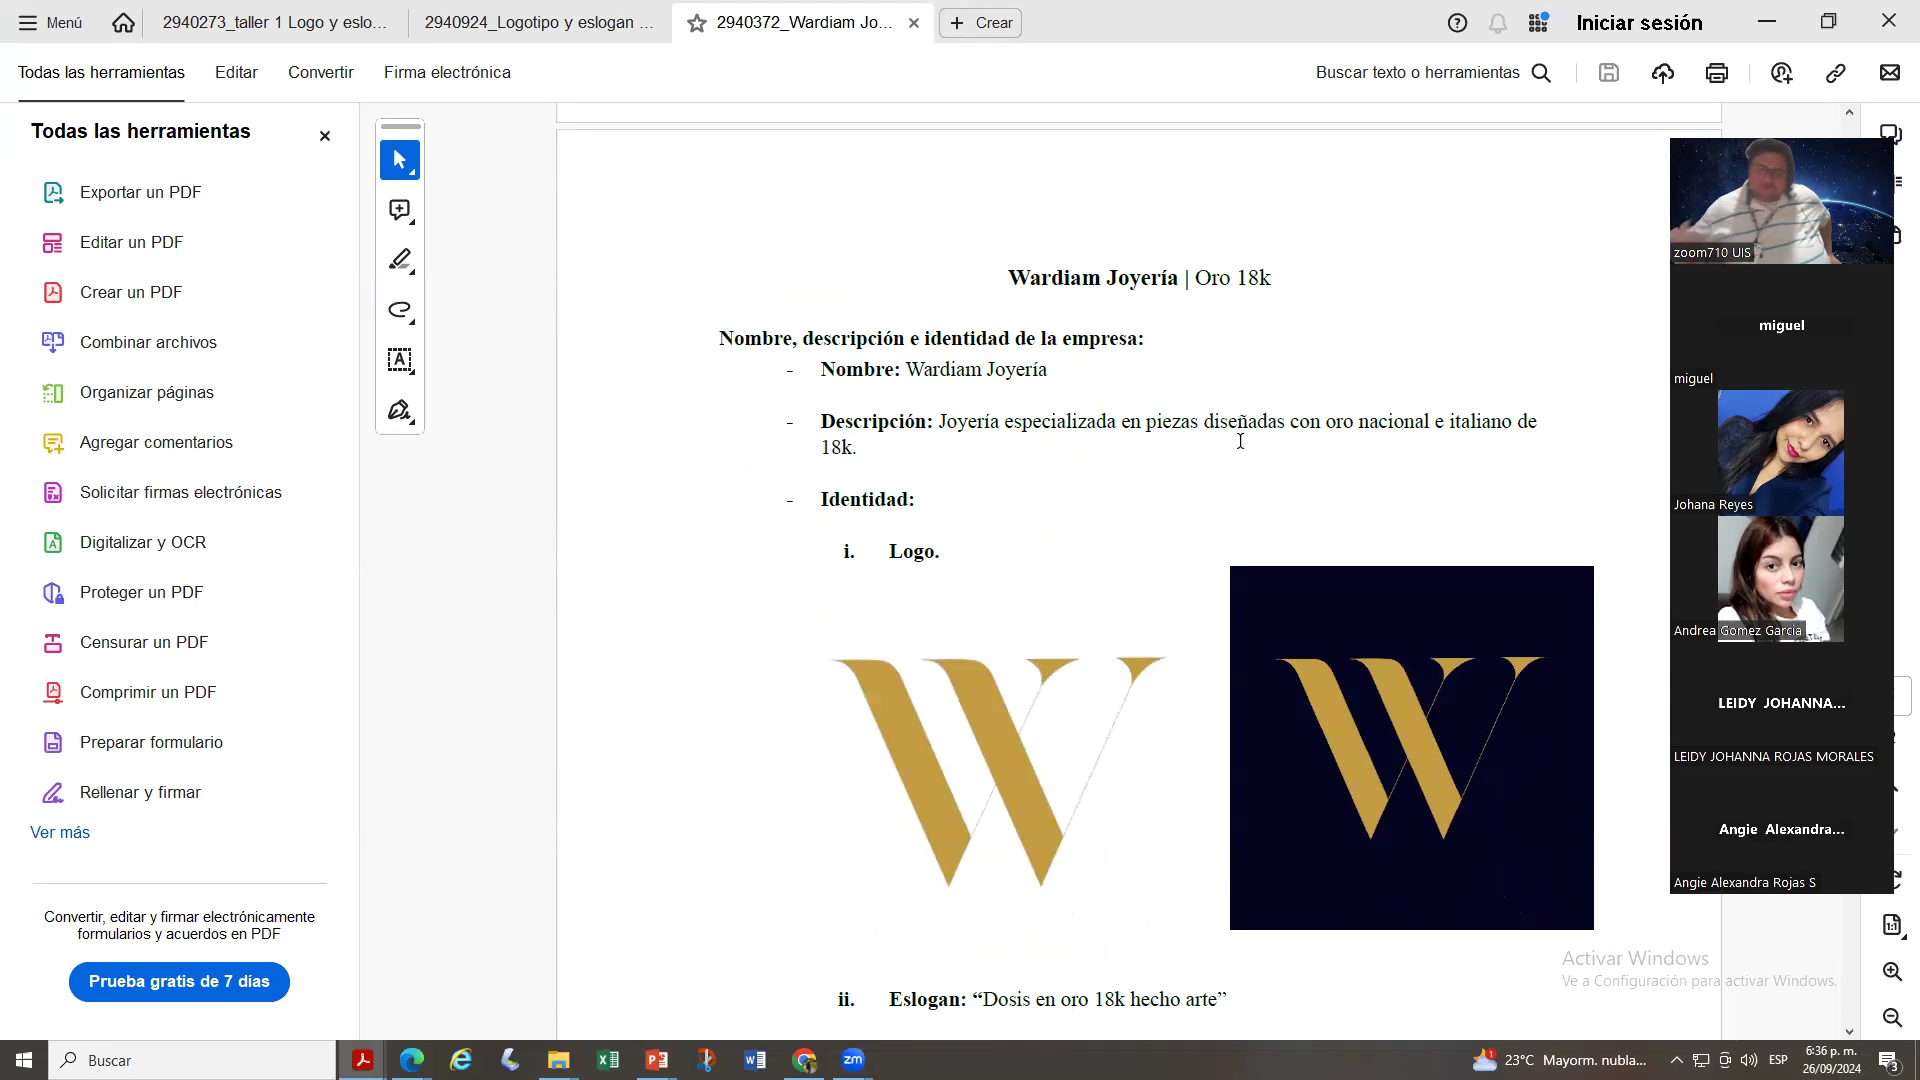 Menú
2940273_taller 1 Logo y eslo...
2940924_Logotipo y eslogan ...
2940372_Wardiam Jo...
Crear
Iniciar sesión
Todas las herramientas
Editar
Convertir
Firma electrónica
Buscar texto o herramientas
Todas las herramientas
Exportar un PDF
Editar un PDF
Crear un PDF
Combinar archivos
Organizar páginas
Agregar comentarios
Solicitar firmas electrónicas
Digitalizar y OCR
Proteger un PDF
Censurar un PDF
Comprimir un PDF
Preparar formulario
Rellenar y firmar
Ver más
Convertir, editar y firmar electrónicamente
formularios y acuerdos en PDF
Prueba gratis de 7 días
Wardiam Joyería | Oro 18k
Nombre, descripción e identidad de la empresa:
- Nombre: Wardiam Joyería
- Descripción: Joyería especializada en piezas diseñadas con oro nacional e italiano de
18k.
- Identidad:
i. Logo.
W
W
ii. Eslogan: “Dosis en oro 18k hecho arte”
zoom710 UIS
miguel
miguel
Johana Reyes
Andrea Gomez Garcia
LEIDY JOHANNA...
LEIDY JOHANNA ROJAS MORALES
Angie Alexandra...
Angie Alexandra Rojas S
Activar Windows
Ve a Configuración para activar Windows.
Buscar
23°C Mayorm. nubla...
ESP
6:36 p. m.
26/09/2024